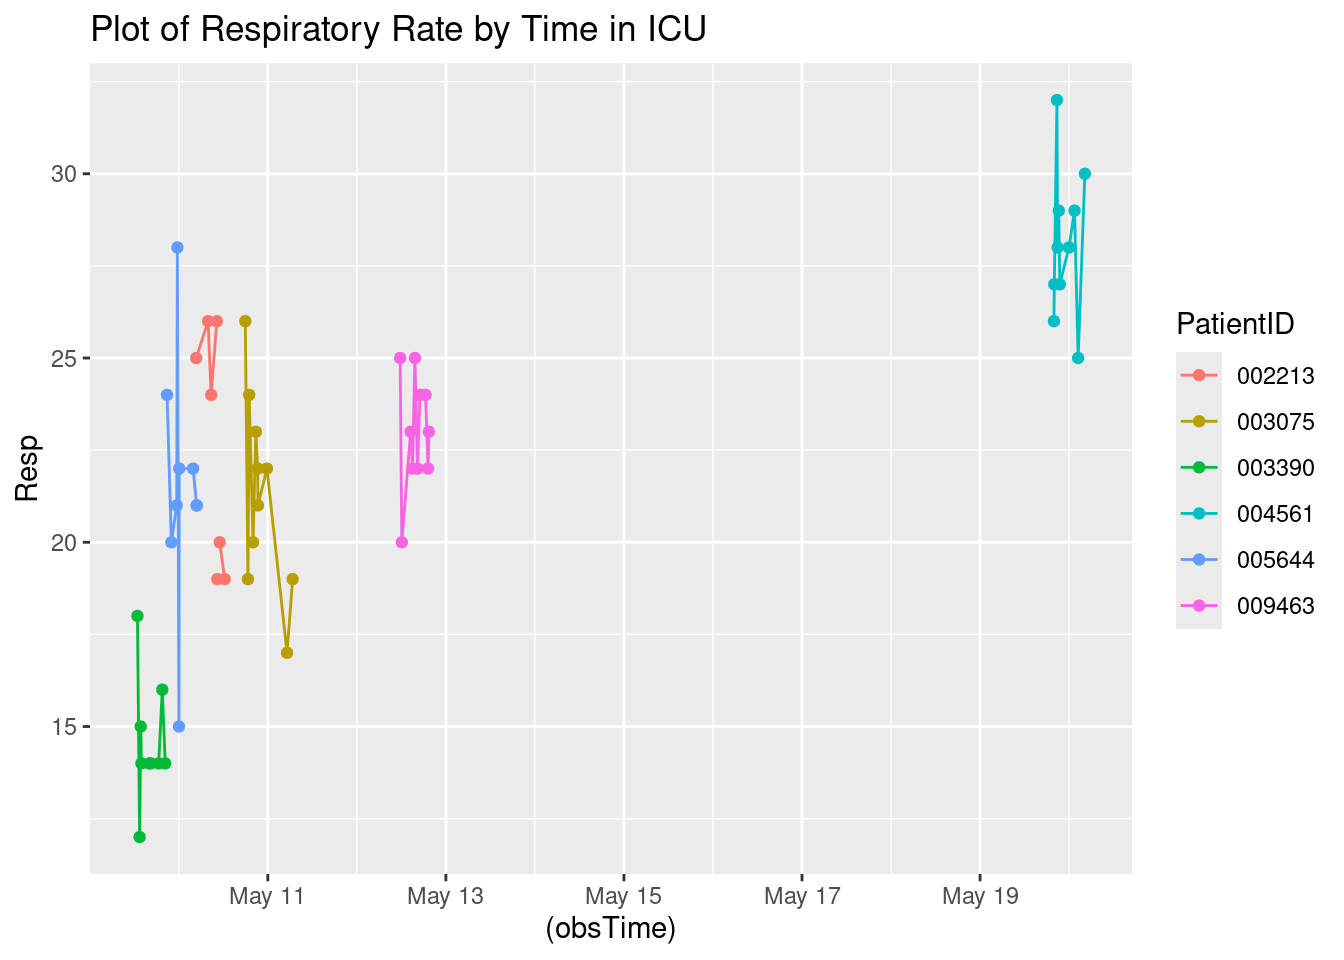 Plot of Respiratory Rate by Time in ICU
30
25
20
15
Resp
May 11 May 13 May 15 May 17 May 19
(obsTime)
PatientID
002213
003075
003390
004561
005644
009463